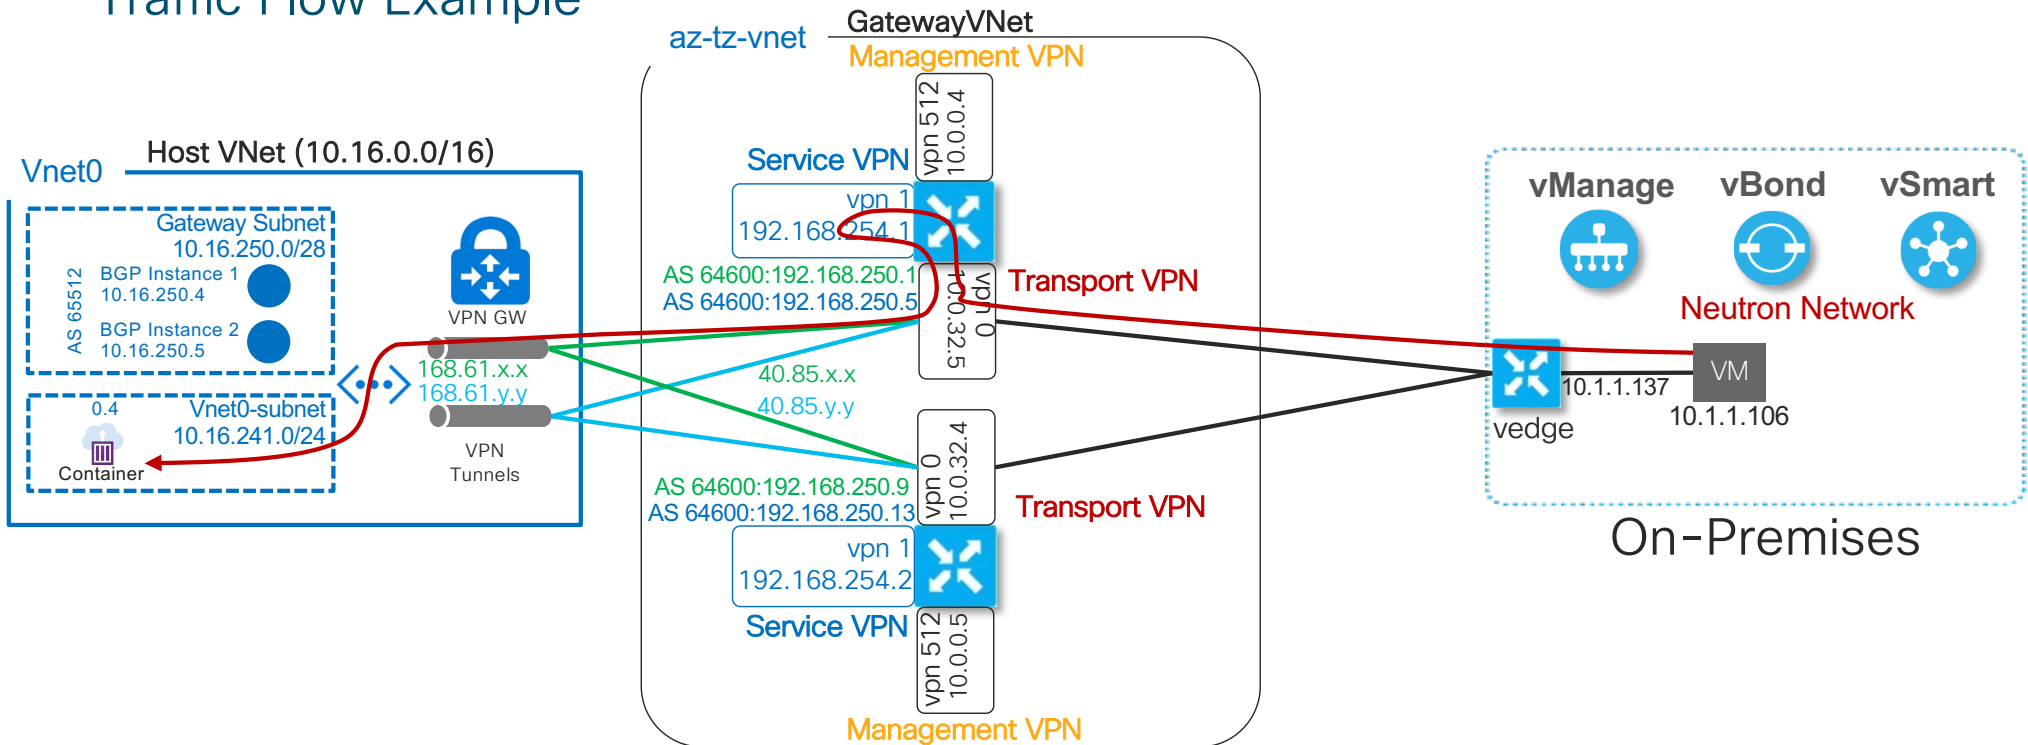 Traffic Flow Example
az-tz-vnet
GatewayVNet
Management VPN
vpn 512
10.0.0.4
Host VNet (10.16.0.0/16)
Vnet0
Service VPN
vpn 1
192.168.254.1
Gateway Subnet
10.16.250.0/28
AS 65512
BGP Instance 1
10.16.250.4
BGP Instance 2
10.16.250.5
VPN GW
AS 64600:192.168.250.1
AS 64600:192.168.250.5
vpn 0
10.0.32.5
Transport VPN
168.61.x.x
168.61.y.y
40.85.x.x
40.85.y.y
0.4
Vnet0-subnet
10.16.241.0/24
Container
VPN
Tunnels
vpn 0
10.0.32.4
AS 64600:192.168.250.9
AS 64600:192.168.250.13
Transport VPN
vpn 1
192.168.254.2
Service VPN
vpn 512
10.0.0.5
Management VPN
vManage
vBond
vSmart
Neutron Network
VM
10.1.1.137
10.1.1.106
vedge
On-Premises